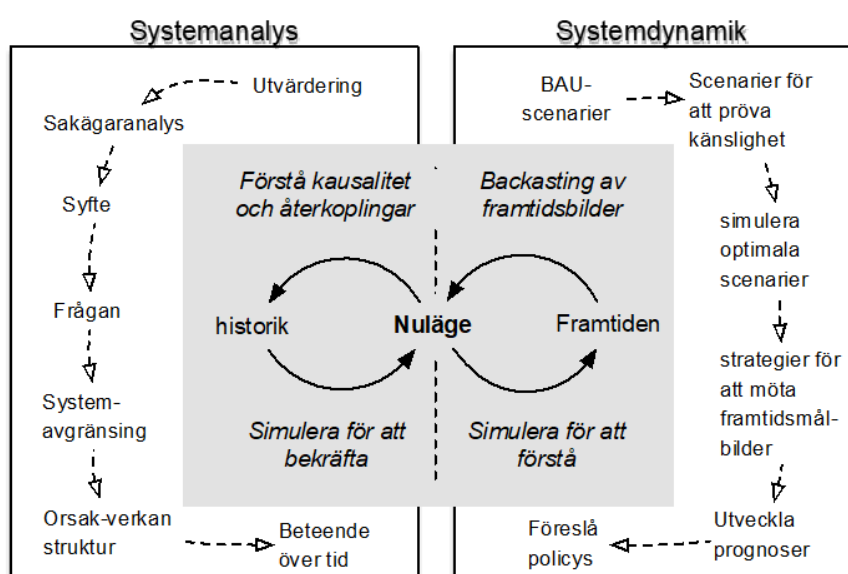 Systemanalys
Utvärdering
Sakägaranalys
Syfte
Frågan
System-
avgränsing
Orsak-verkan
struktur
Beteende
över tid
Förstå kausalitet
och återkoplingar
Backasting av
framtidsbilder
historik
Nuläge
Framtiden
Simulera för att
bekräfta
Simulera för att
förstå
Systemdynamik
BAU-
scenarier
Scenarier för
att pröva
känslighet
simulera
optimala
scenarier
strategier för
att möta
framtidsmål-
bilder
Utveckla
prognoser
Föreslå
policys